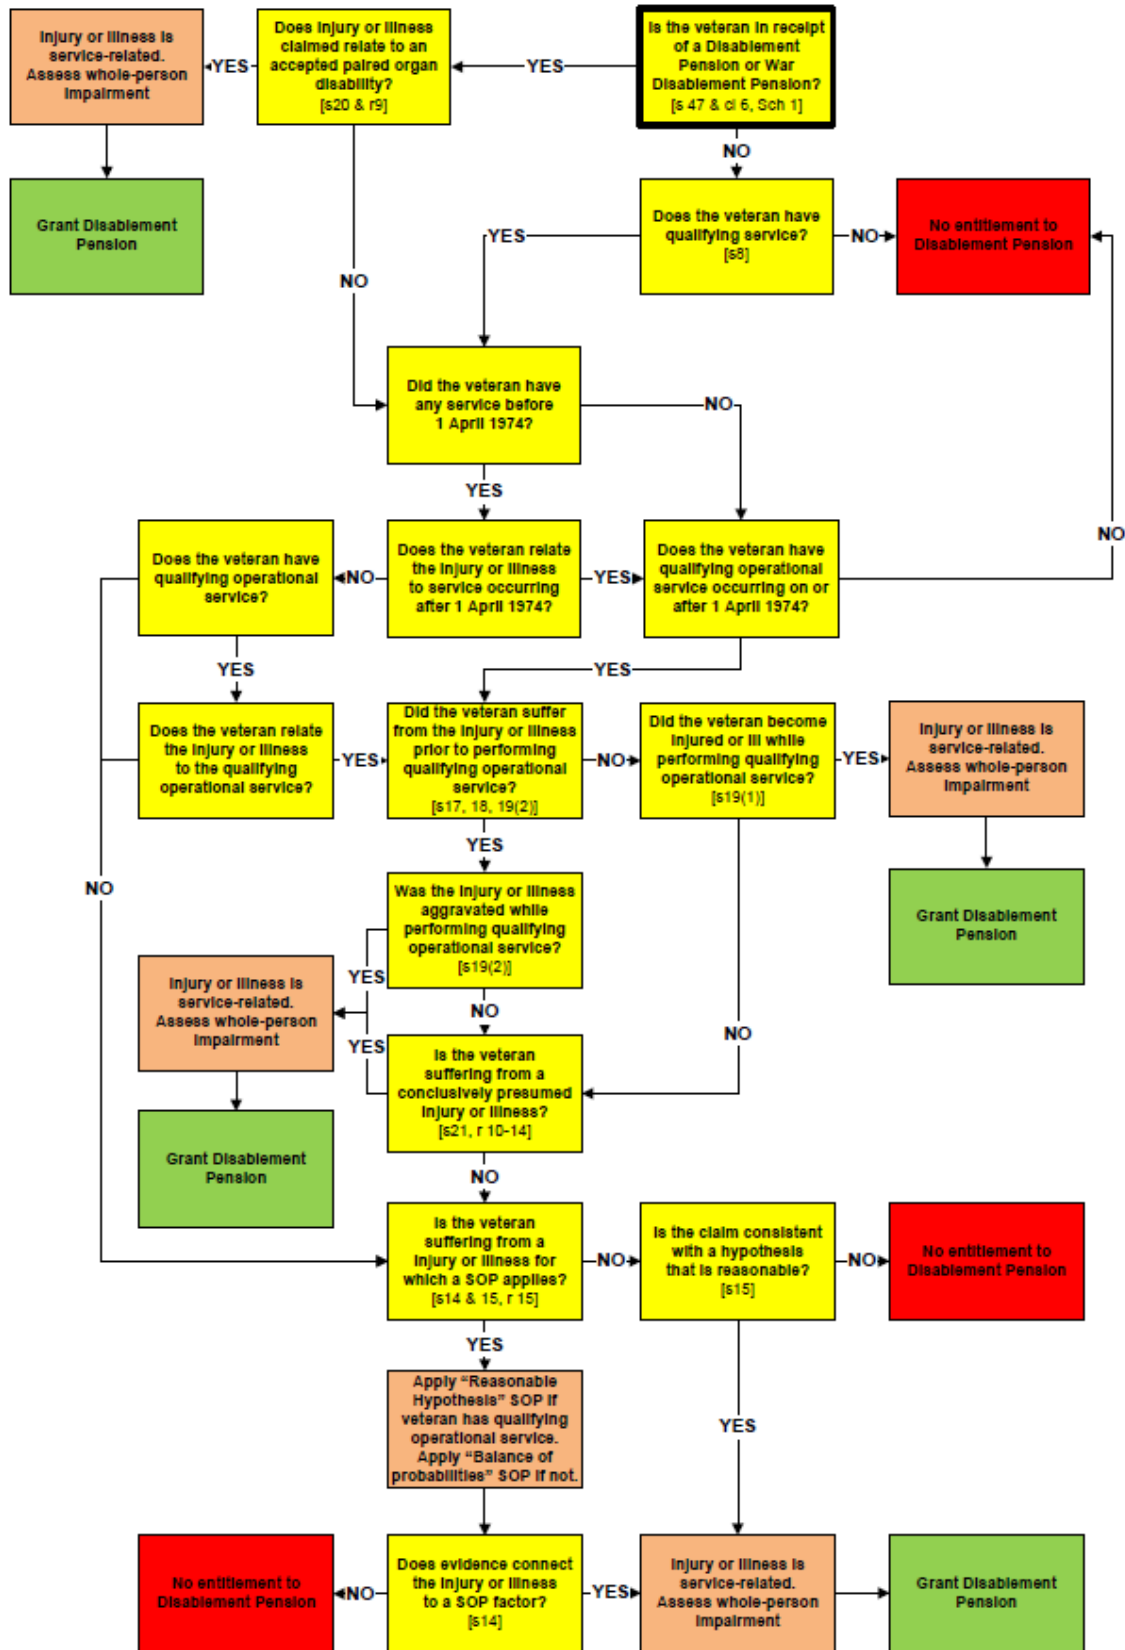 Injury or Illness is
service-related.
Assess whole-person
Impairment
YES
Does Injury or Illness
claimed relate to an
accepted paired organ
disability?
[s20 & r9]
YES
Is the veteran in receipt
of a Disablement
Pension or War
Disablement Pension?
[s 47 & cl 6, Sch 1]
NO
Grant Disablement
Pension
NO
YES
Does the veteran have
qualifying service?
[s8]
NO
No entitlement to
Disablement Pension
Did the veteran have
any service before
1 April 1974?
NO
YES
NO
Does the veteran have
qualifying operational
service?
NO
Does the veteran relate
the Injury or Illness
to service occurring
after 1 April 1974?
YES
Does the veteran have
qualifying operational
service occurring on or
after 1 April 1974?
YES
YES
Does the veteran relate
the Injury or Illness
to the qualifying
operational service?
YES
Did the veteran suffer
from the Injury or Illness
prior to performing
qualifying operational
service?
[s17, 18, 19(2)]
NO
Did the veteran become
Injured or Ill while
performing qualifying
operational service?
[s19(1)]
YES
Injury or Illness is
service-related.
Assess whole-person
Impairment
YES
NO
Was the Injury or Illness
aggravated while
performing qualifying
operational service?
[s19(2)]
Grant Disablement
Pension
YES
NO
NO
Injury or Illness is
service-related.
Assess whole-person
Impairment
YES
Is the veteran
suffering from a
conclusively presumed
Injury or Illness?
[s21, r 10-14]
Grant Disablement
Pension
NO
Is the veteran
suffering from a
Injury or Illness for
which a SOP applies?
[s14 & 15, r 15]
NO
Is the claim consistent
with a hypothesis
that is reasonable?
[s15]
NO
No entitlement to
Disablement Pension
YES
Apply “Reasonable
Hypothesis” SOP if
veteran has qualifying
operational service.
Apply “Balance of
probabilities” SOP if not.
YES
No entitlement to
Disablement Pension
NO
Does evidence connect
the Injury or Illness
to a SOP factor?
[s14]
YES
Injury or Illness is
service-related.
Assess whole-person
Impairment
Grant Disablement
Pension